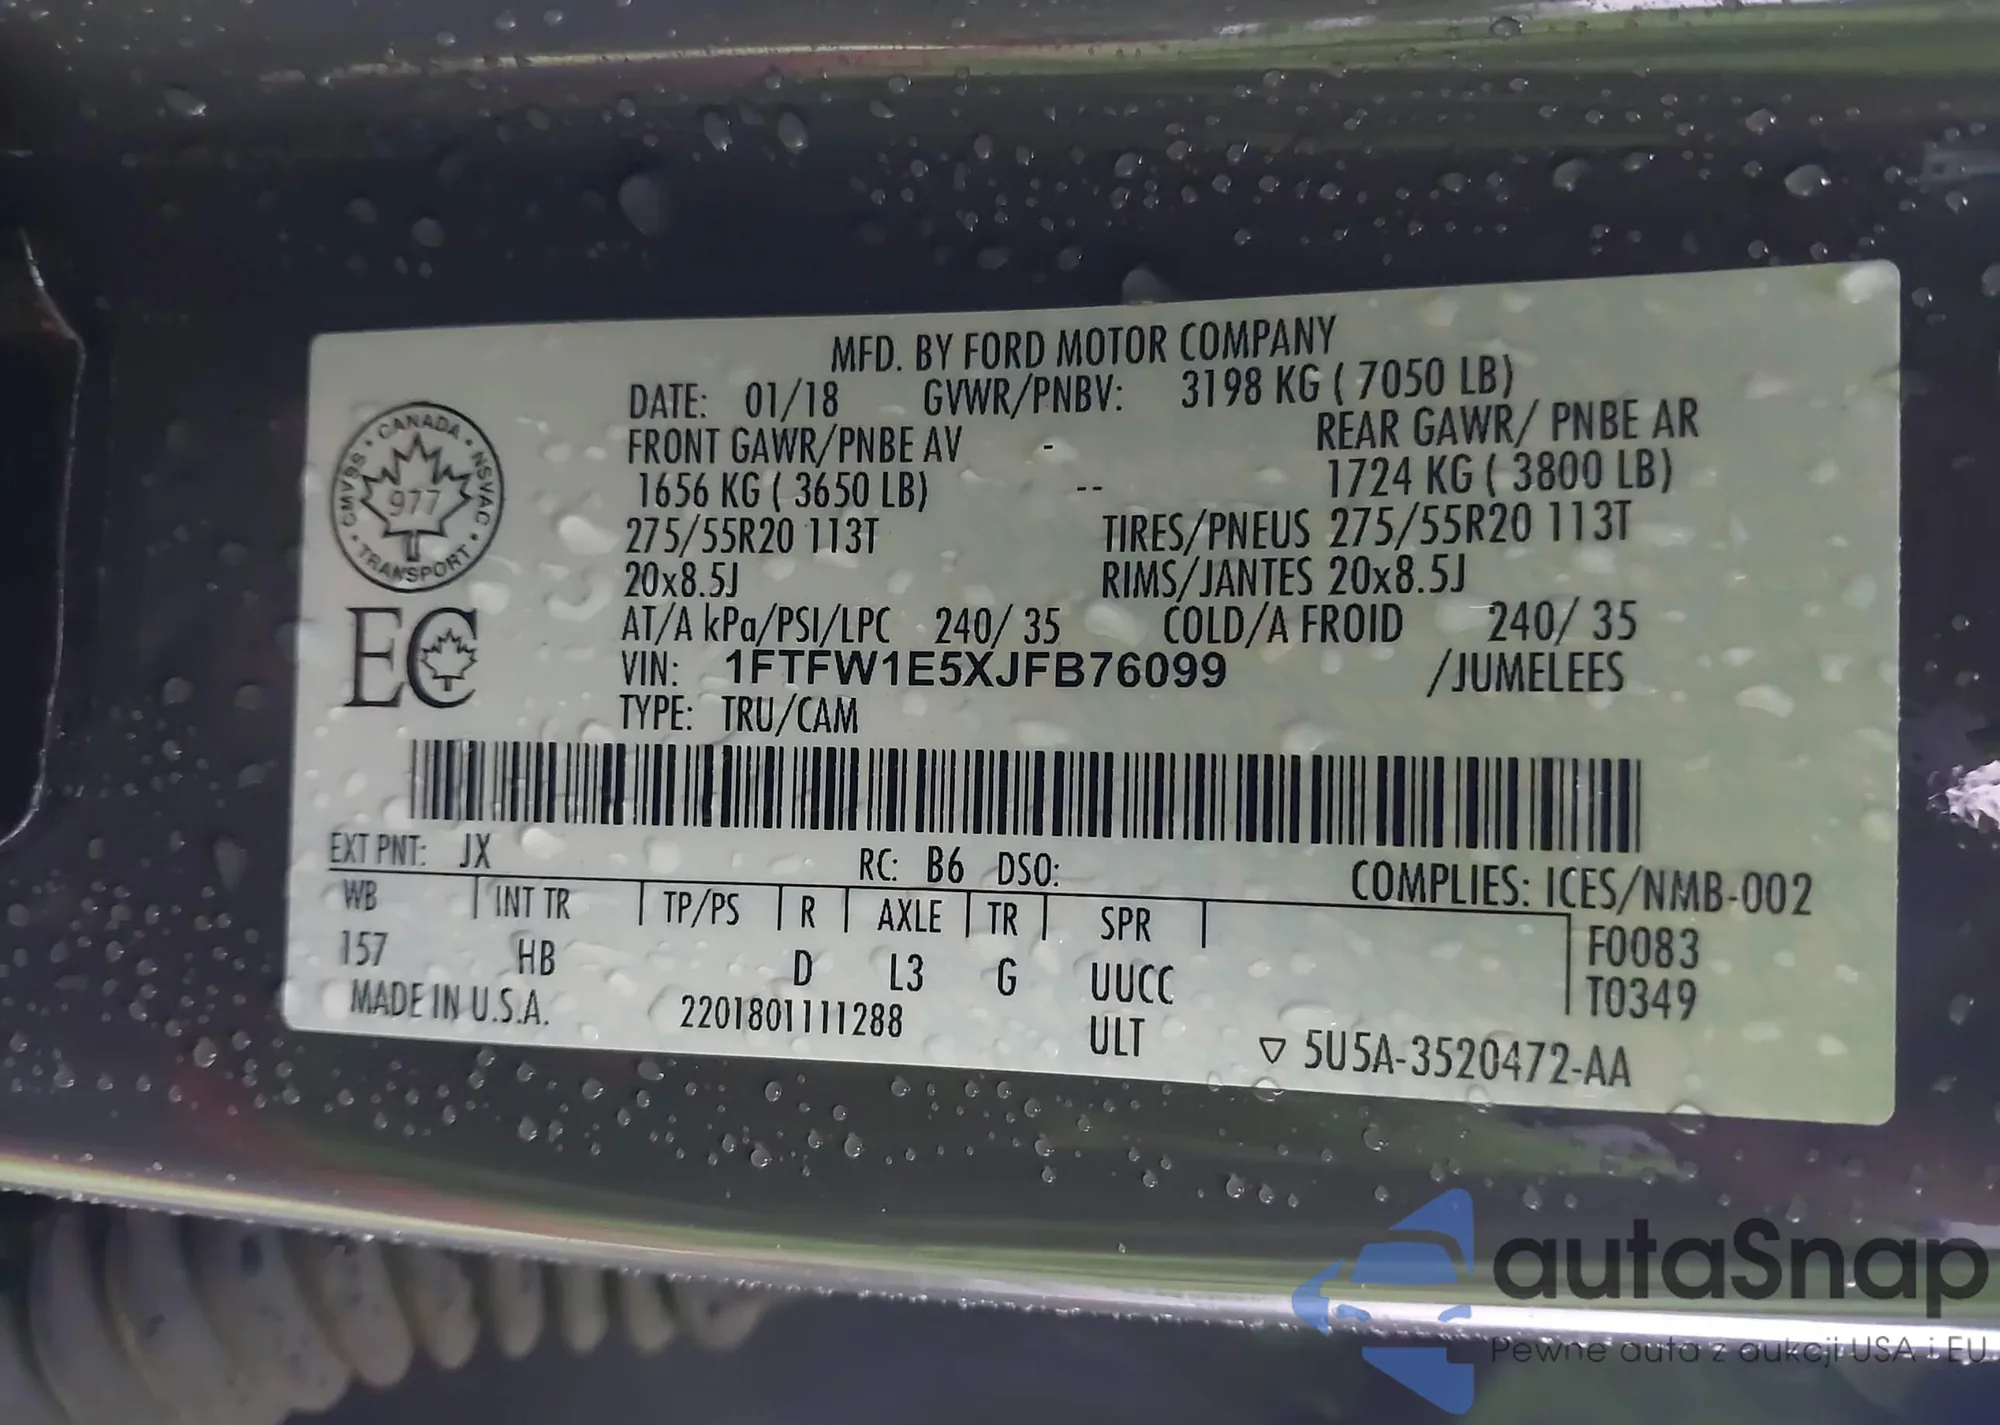 MFD. BY FORD MOTOR COMPANY
DATE: 01/18 GVWR/PNBV: 3198 KG ( 7050 LB)
FRONT GAWR/PNBE AV - REAR GAWR/ PNBE AR
1656 KG ( 3650 LB) -- 1724 KG ( 3800 LB)
275/55R20 113T TIRES/PNEUS 275/55R20 113T
20x8.5J RIMS/JANTES 20x8.5J
AT/A kPa/PSI/LPC 240/ 35 COLD/A FROID 240/ 35
VIN: 1FTFW1E5XJFB76099 /JUMELEES
TYPE: TRU/CAM
CANADA · NSVAC · TRANSPORT · CMVSS ·
977
EC
EXT PNT: JX RC: B6 DSO: COMPLIES: ICES/NMB-002
WB INT TR TP/PS R AXLE TR SPR F0083
157 HB D L3 G UUCC T0349
MADE IN U.S.A. 2201801111288 ULT ▽ 5U5A-3520472-AA
autaSnap
Pewne auta z aukcji USA i EU